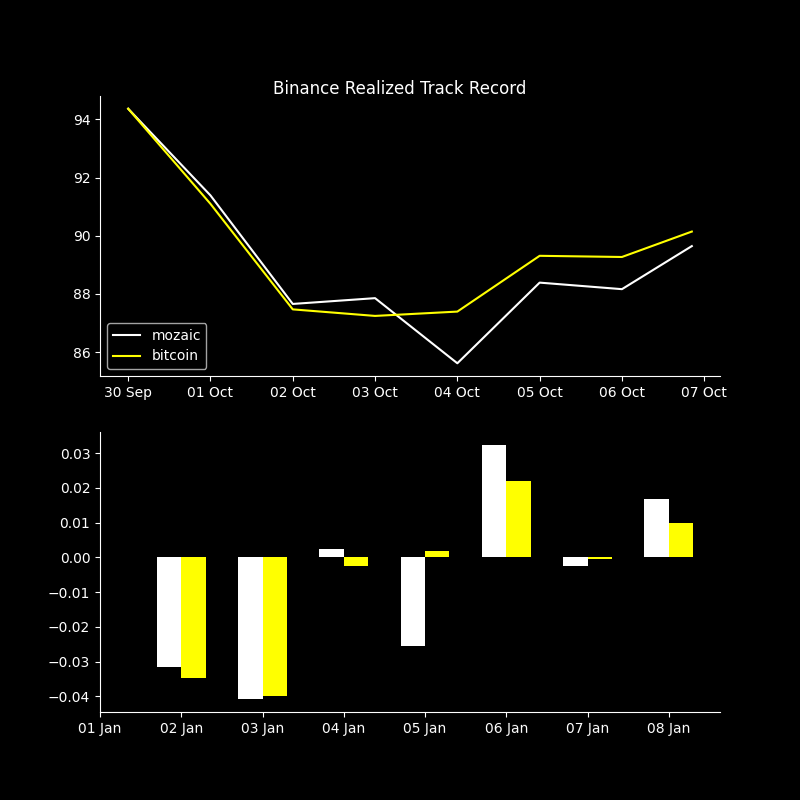 Binance Realized Track Record
94
92
90
88
86
mozaic
bitcoin
30 Sep 01 Oct 02 Oct 03 Oct 04 Oct 05 Oct 06 Oct 07 Oct
0.03
0.02
0.01
0.00
−0.01
−0.02
−0.03
−0.04
01 Jan 02 Jan 03 Jan 04 Jan 05 Jan 06 Jan 07 Jan 08 Jan